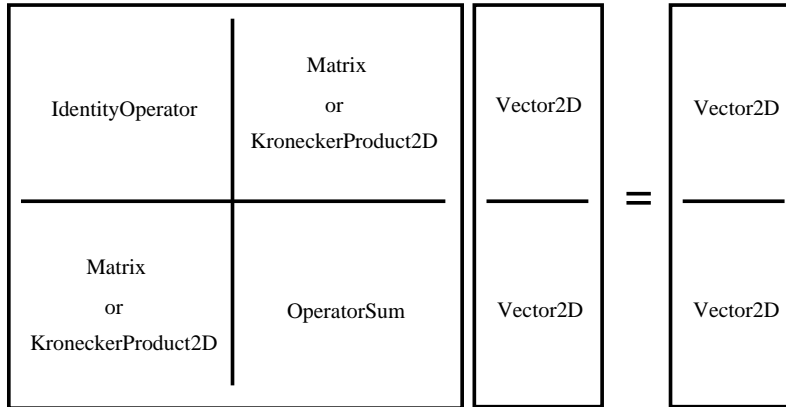 IdentityOperator
Matrix
or
KroneckerProduct2D
Matrix
or
KroneckerProduct2D
OperatorSum
Vector2D
Vector2D
=
Vector2D
Vector2D